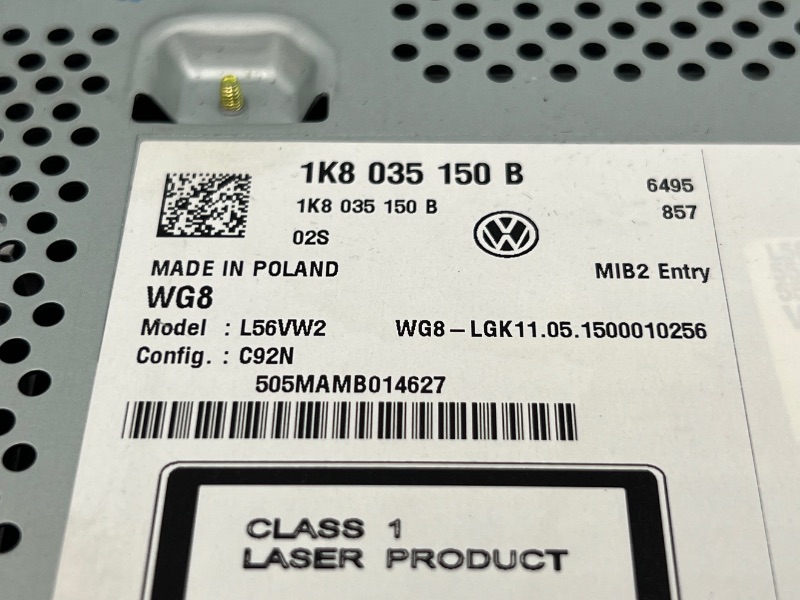 1K8 035 150 B
6495
1K8 035 150 B
857
02S
MADE IN POLAND
MIB2 Entry
WG8
Model : L56VW2 WG8-LGK11.05.1500010256
Config. : C92N
505MAMB014627
CLASS 1
LASER PRODUCT